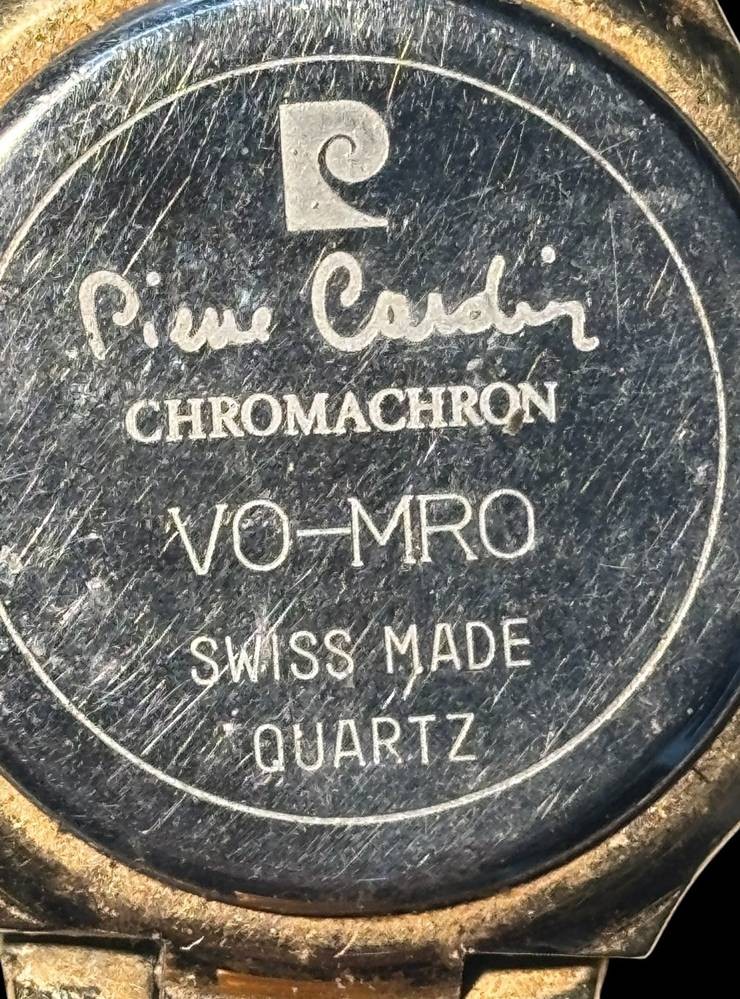 Pierre Cardin
CHROMACHRON
VO-MRO
SWISS MADE
QUARTZ